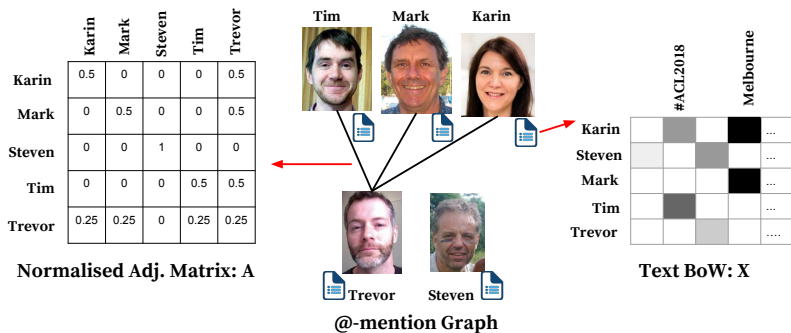 Karin Mark Steven Tim Trevor
Karin 0.5 0 0 0 0.5
Mark 0 0.5 0 0 0.5
Steven 0 0 1 0 0
Tim 0 0 0 0.5 0.5
Trevor 0.25 0.25 0 0.25 0.25
Normalised Adj. Matrix: A
Tim Mark Karin
Trevor Steven
@-mention Graph
#ACL2018 Melbourne
Karin ...
Steven ...
Mark ...
Tim ...
Trevor ....
Text BoW: X